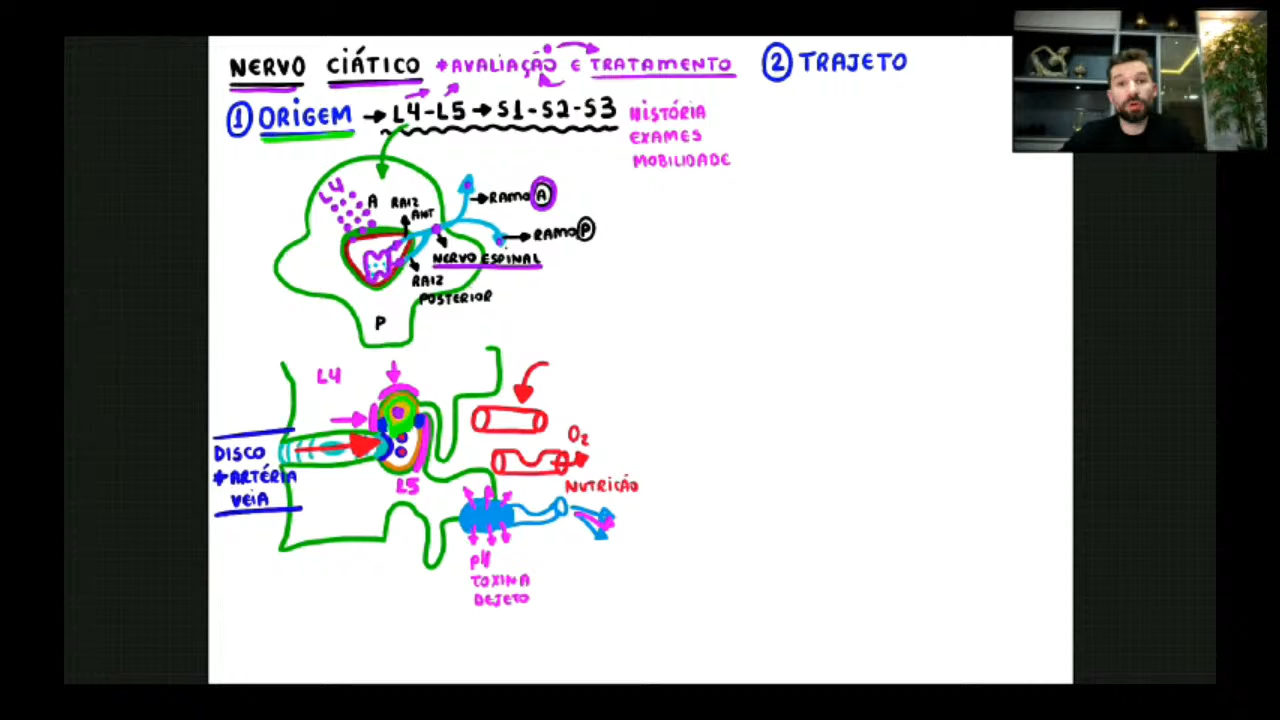 NERVO CIÁTICO * AVALIAÇÃO E TRATAMENTO
1 ORIGEM → L4-L5 → S1-S2-S3
HISTÓRIA
EXAMES
MOBILIDADE
2 TRAJETO
L4
A
RAIZ
ANT
→ RAMO A
→ RAMO P
NERVO ESPINAL
RAIZ
POSTERIOR
P
L4
DISCO
+ ARTÉRIA
VEIA
L5
O2
NUTRIÇÃO
pH
TOXINA
DEJETO